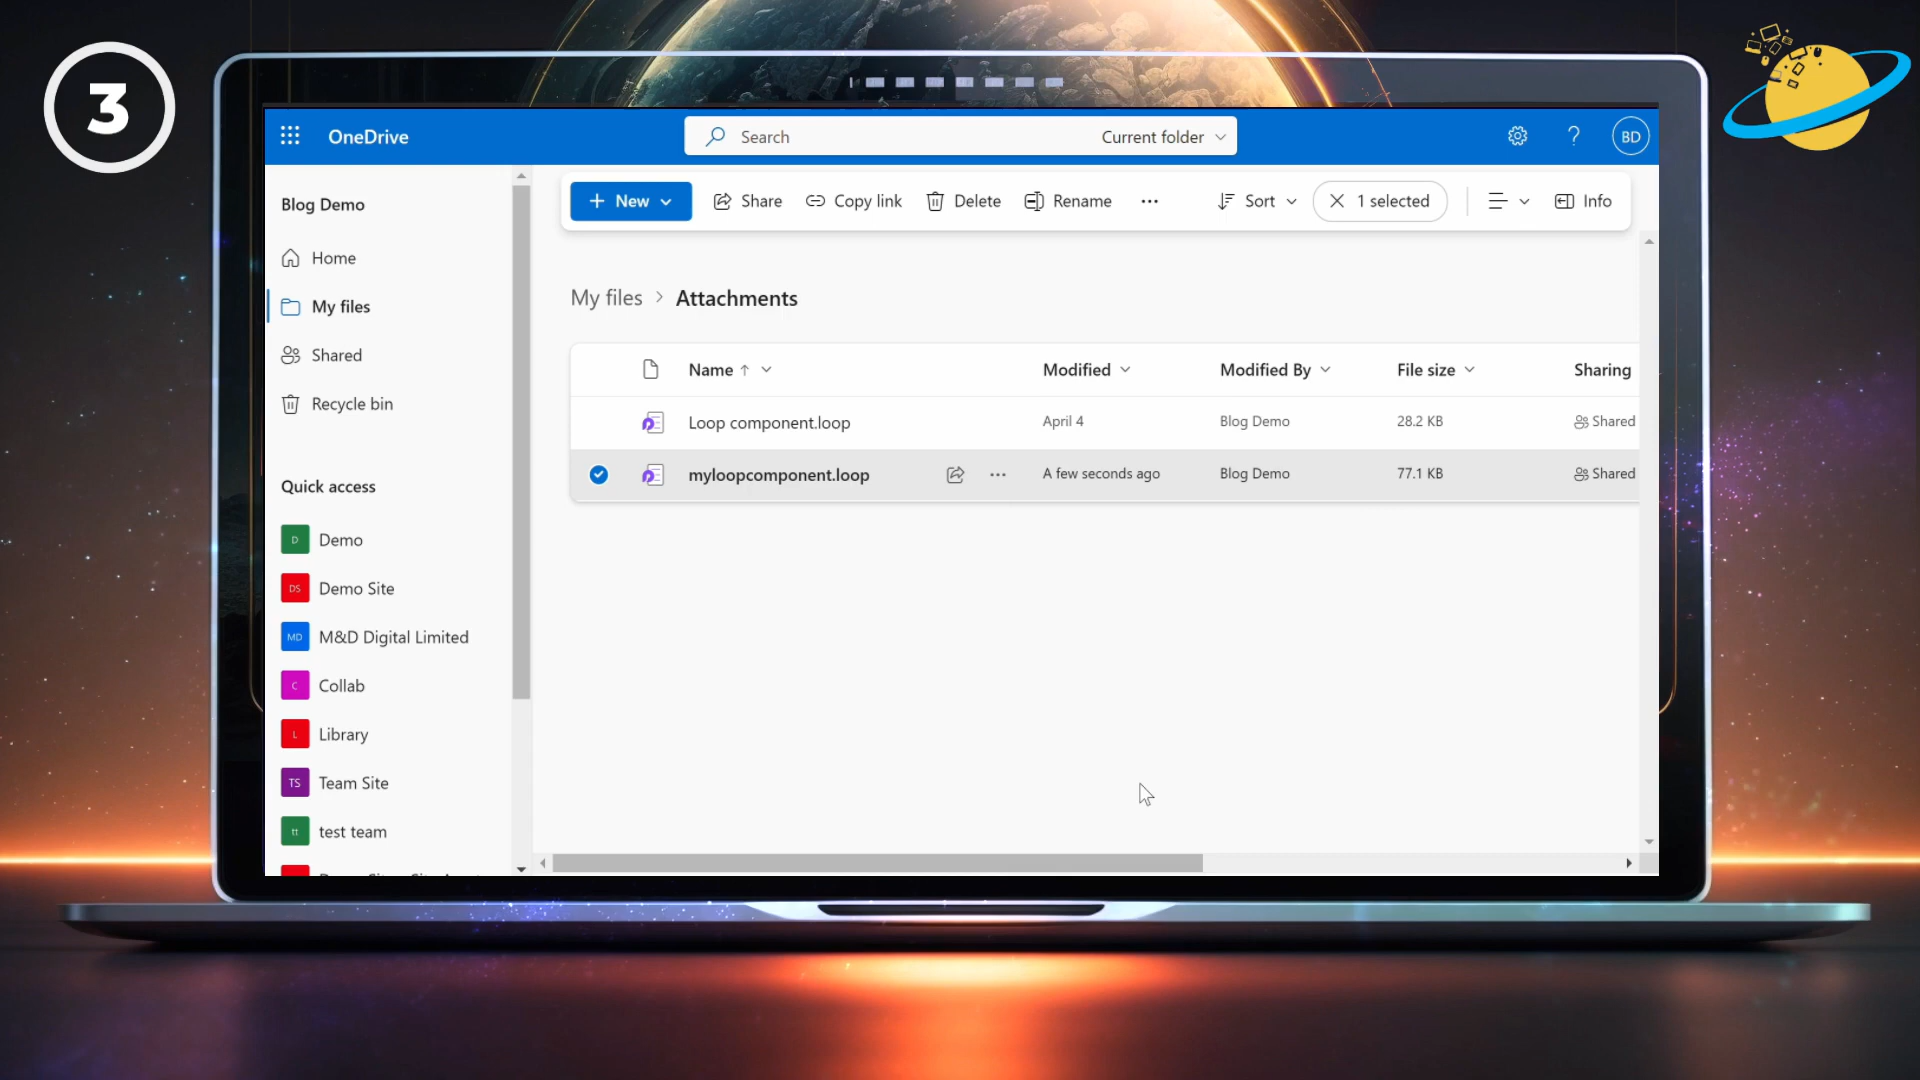 3
OneDrive
Search
Current folder
?
BD
Blog Demo
Home
My files
Shared
Recycle bin
Quick access
D Demo
DS Demo Site
MD M&D Digital Limited
C Collab
L Library
TS Team Site
tt test team
New
Share
Copy link
Delete
Rename
Sort
1 selected
Info
My files > Attachments
Name Modified Modified By File size Sharing
Loop component.loop April 4 Blog Demo 28.2 KB Shared
myloopcomponent.loop A few seconds ago Blog Demo 77.1 KB Shared